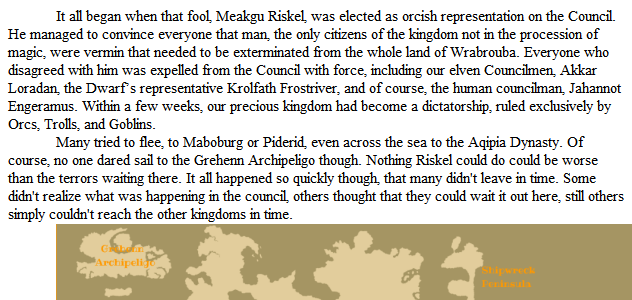 It all began when that fool, Meakgu Riskel, was elected as orcish representation on the Council.
He managed to convince everyone that man, the only citizens of the kingdom not in the procession of
magic, were vermin that needed to be exterminated from the whole land of Wrabrouba. Everyone who
disagreed with him was expelled from the Council with force, including our elven Councilmen, Akkar
Loradan, the Dwarf's representative Krolfath Frostriver, and of course, the human councilman, Jahannot
Engeramus. Within a few weeks, our precious kingdom had become a dictatorship, ruled exclusively by
Orcs, Trolls, and Goblins.
Many tried to flee, to Maboburg or Piderid, even across the sea to the Aqipia Dynasty. Of
course, no one dared sail to the Grehenn Archipeligo though. Nothing Riskel could do could be worse
than the terrors waiting there. It all happened so quickly though, that many didn't leave in time. Some
didn't realize what was happening in the council, others thought that they could wait it out here, still others
simply couldn't reach the other kingdoms in time.
Grehenn
Archipeligo
Shipwreck
Peninsula